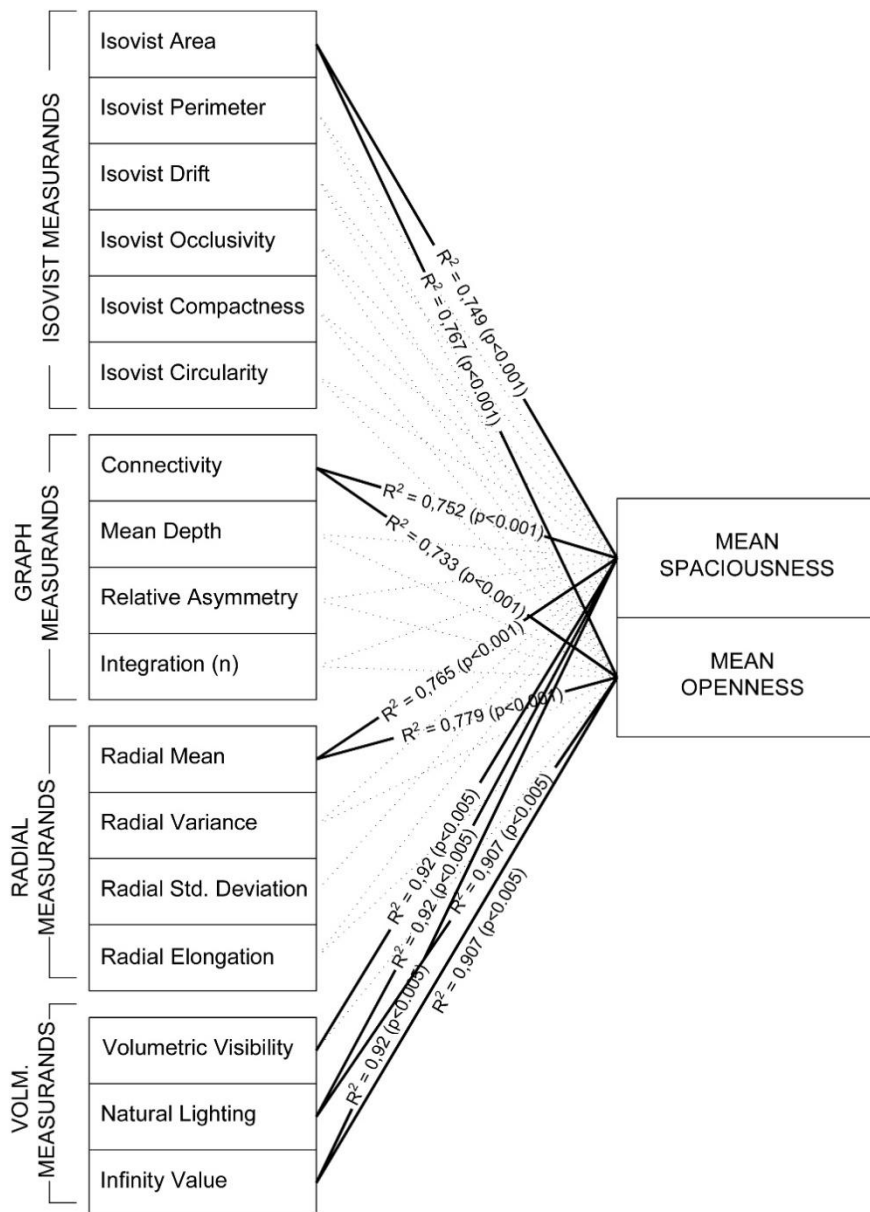 ISOVIST MEASURANDS
Isovist Area
Isovist Perimeter
Isovist Drift
Isovist Occlusivity
Isovist Compactness
Isovist Circularity
GRAPH
MEASURANDS
Connectivity
Mean Depth
Relative Asymmetry
Integration (n)
RADIAL
MEASURANDS
Radial Mean
Radial Variance
Radial Std. Deviation
Radial Elongation
VOLM.
MEASURANDS
Volumetric Visibility
Natural Lighting
Infinity Value
R² = 0,749 (p<0.001)
R² = 0,767 (p<0.001)
R² = 0,752 (p<0.001)
R² = 0,733 (p<0.001)
R² = 0,765 (p<0.001)
R² = 0,779 (p<0.001)
R² = 0,92 (p<0.005)
R² = 0,92 (p<0.005)
R² = 0,907 (p<0.005)
R² = 0,92 (p<0.005)
R² = 0,907 (p<0.005)
MEAN
SPACIOUSNESS
MEAN
OPENNESS